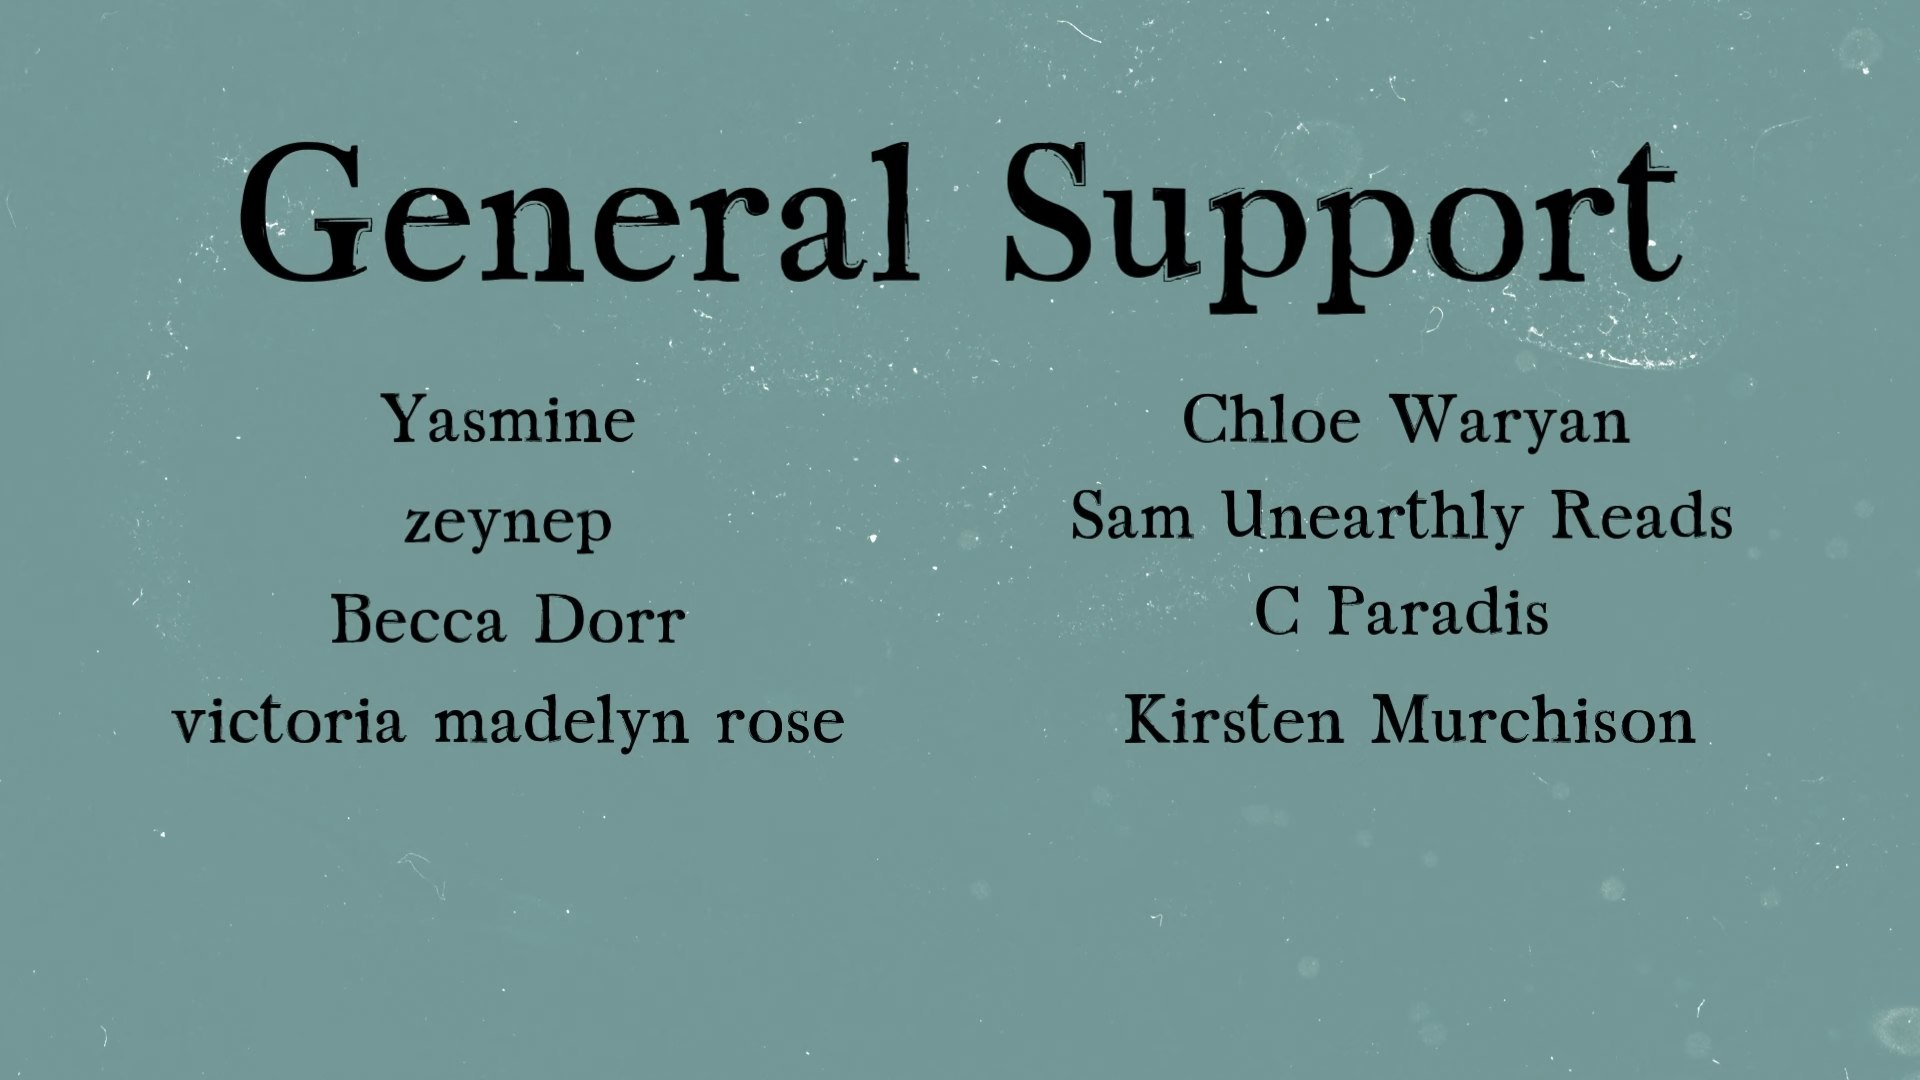 General Support
Yasmine
zeynep
Becca Dorr
victoria madelyn rose
Chloe Waryan
Sam Unearthly Reads
C Paradis
Kirsten Murchison